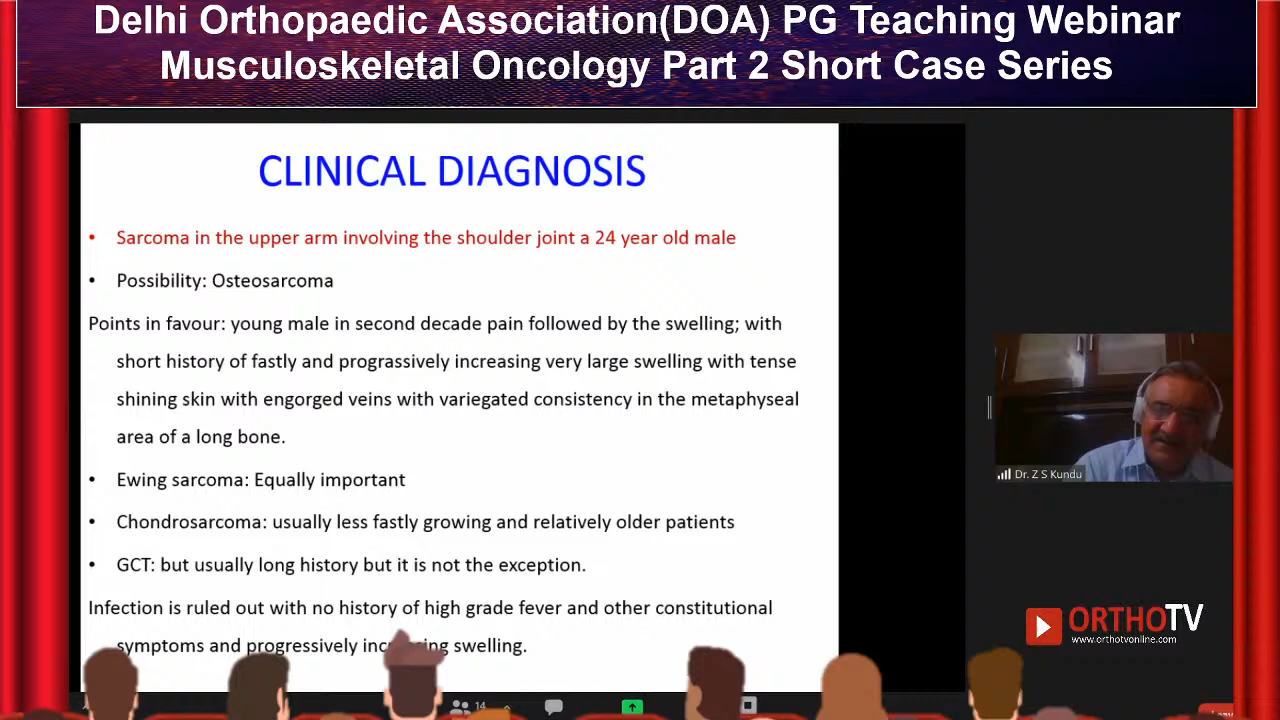 Delhi Orthopaedic Association(DOA) PG Teaching Webinar
Musculoskeletal Oncology Part 2 Short Case Series
CLINICAL DIAGNOSIS
• Sarcoma in the upper arm involving the shoulder joint a 24 year old male
• Possibility: Osteosarcoma
Points in favour: young male in second decade pain followed by the swelling; with
short history of fastly and prograssively increasing very large swelling with tense
shining skin with engorged veins with variegated consistency in the metaphyseal
area of a long bone.
• Ewing sarcoma: Equally important
• Chondrosarcoma: usually less fastly growing and relatively older patients
• GCT: but usually long history but it is not the exception.
Infection is ruled out with no history of high grade fever and other constitutional
symptoms and progressively increasing swelling.
Dr. Z S Kundu
ORTHOTV
www.orthotvonline.com
14